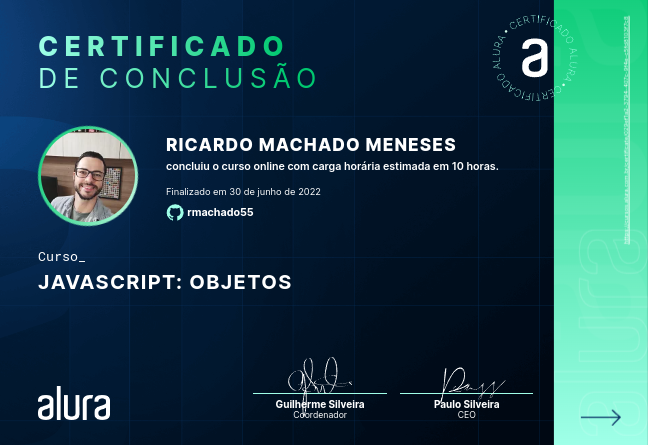 CERTIFICADO
DE CONCLUSÃO
CERTIFICADO ALURA • CERTIFICADO ALURA •
a
RICARDO MACHADO MENESES
concluiu o curso online com carga horária estimada em 10 horas.
Finalizado em 30 de junho de 2022
rmachado55
Curso_
JAVASCRIPT: OBJETOS
alura
Guilherme Silveira
Coordenador
Paulo Silveira
CEO
alura